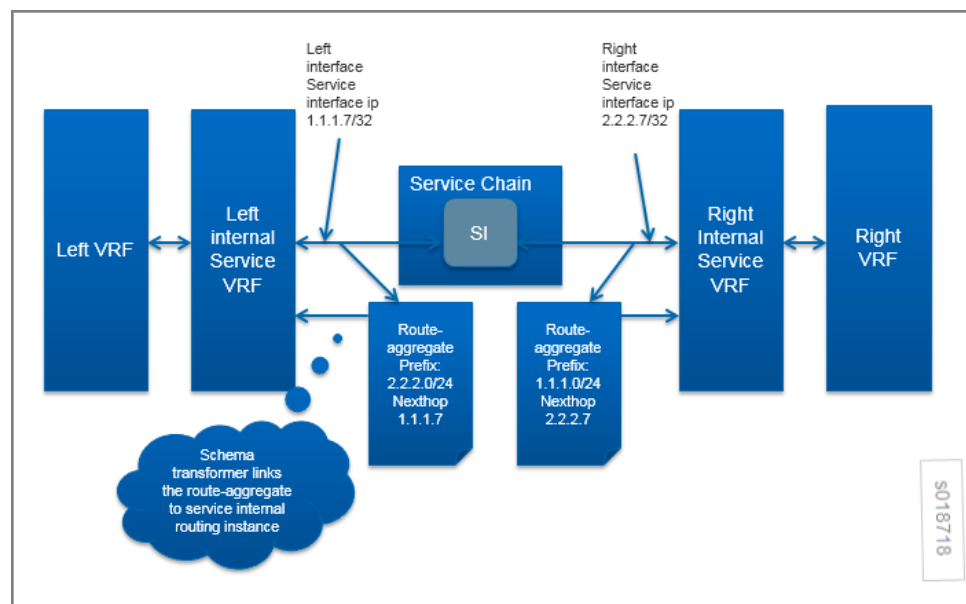 Left
interface
Service
interface ip
1.1.1.7/32
Right
interface
Service
interface ip
2.2.2.7/32
Left VRF
Left
internal
Service
VRF
Service Chain
SI
Right
Internal
Service
VRF
Right
VRF
Route-
aggregate
Prefix:
2.2.2.0/24
Nexthop
1.1.1.7
Route-
aggregate
Prefix:
1.1.1.0/24
Nexthop
2.2.2.7
Schema
transformer links
the route-aggregate
to service internal
routing instance
s018718